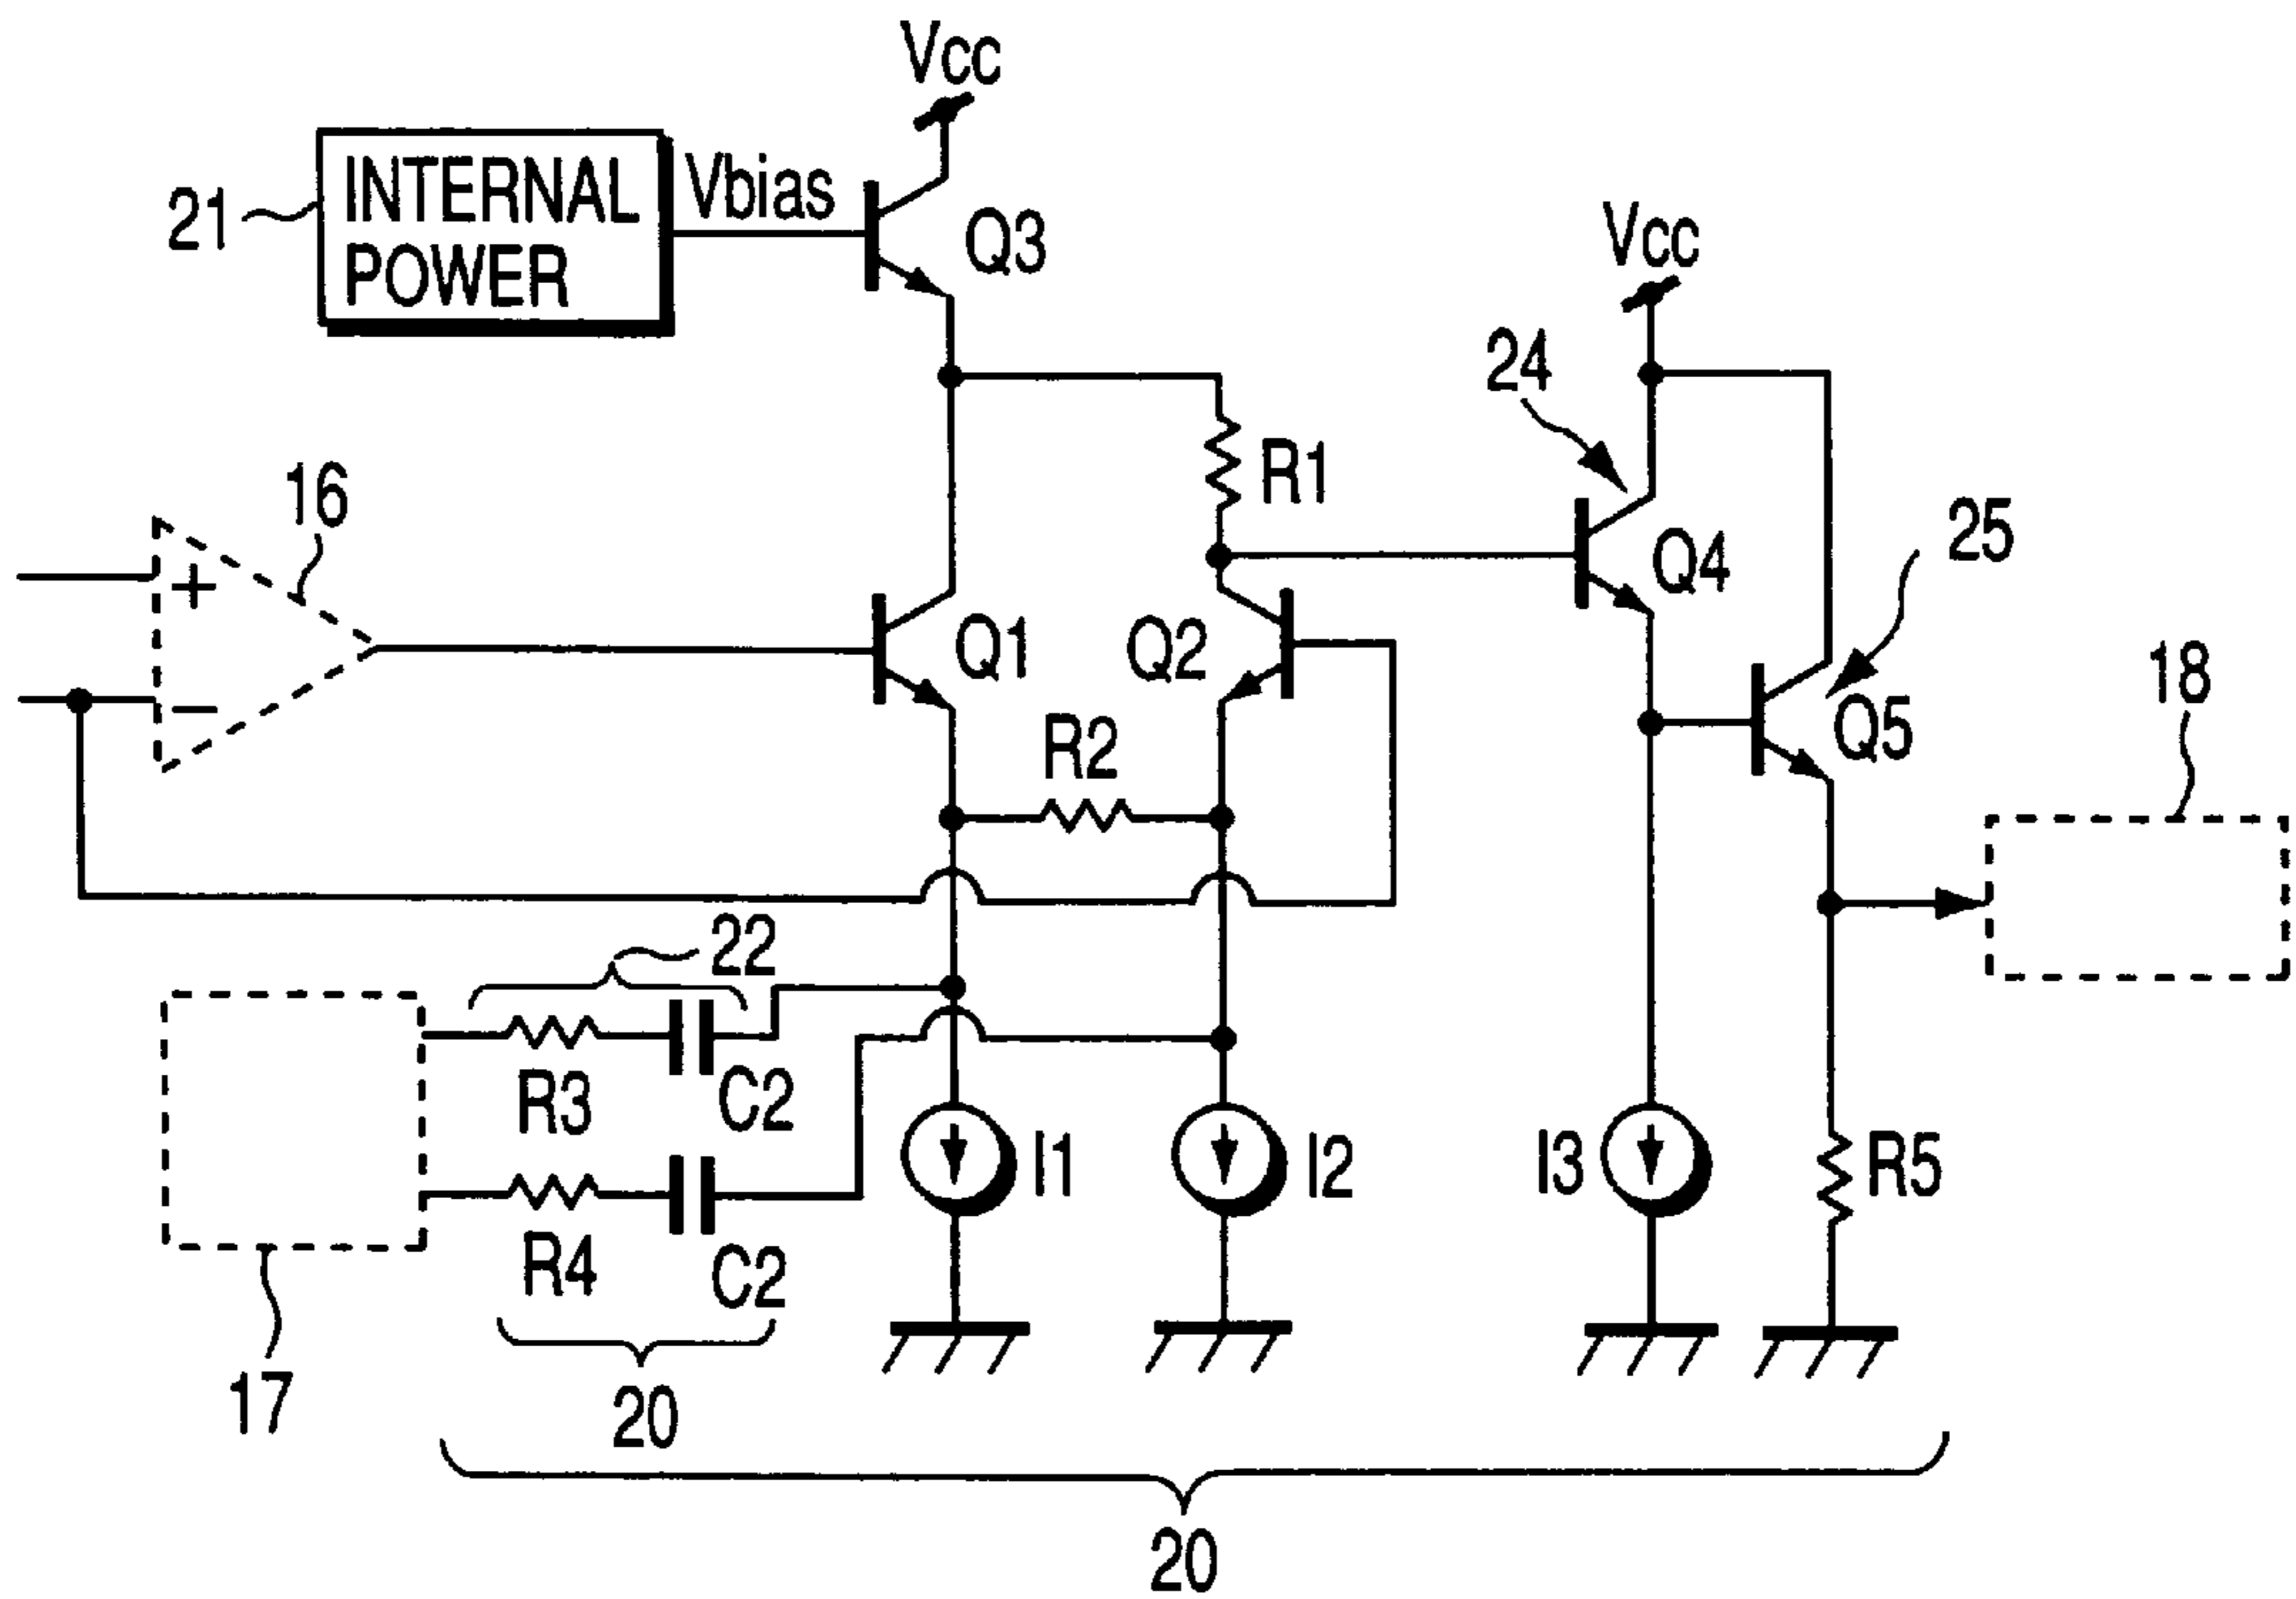 Vcc
21
INTERNAL
POWER
Vbias
Q3
Vcc
24
16
R1
25
+
Q4
Q1
Q2
18
−
R2
Q5
22
R3
C2
I1
I2
I3
R5
R4
C2
17
20
20